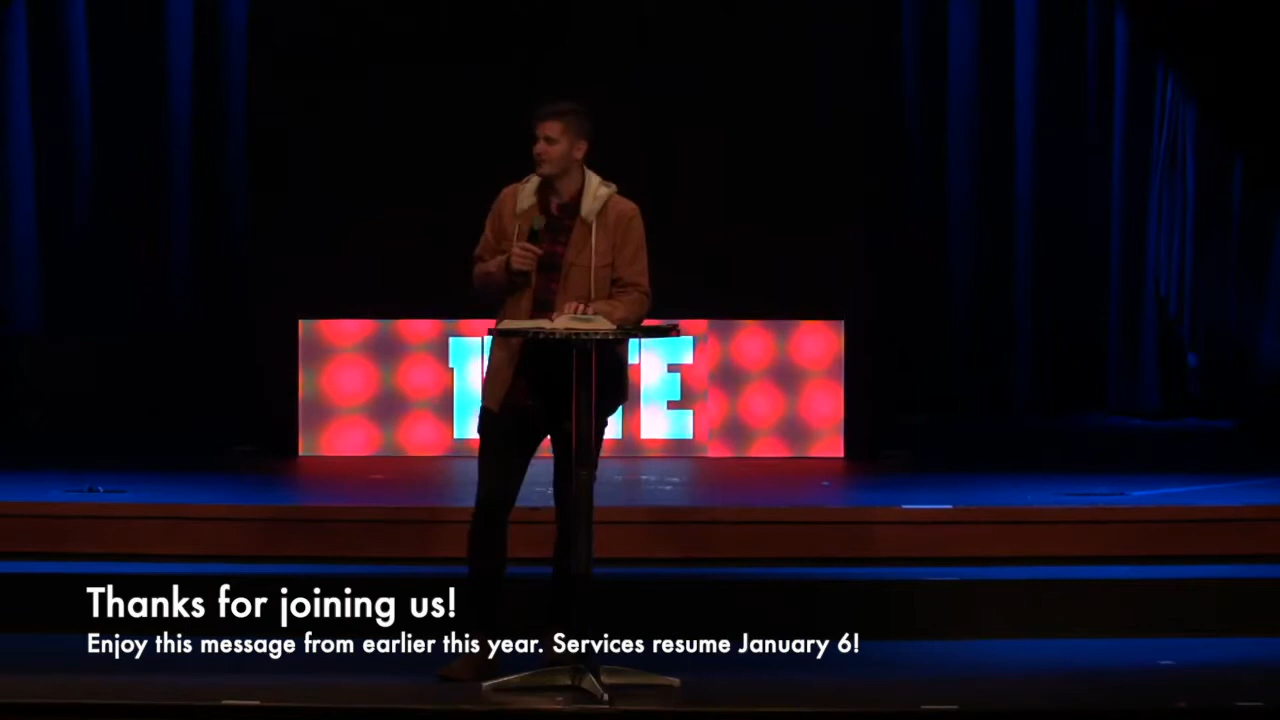 Thanks for joining us!
Enjoy this message from earlier this year. Services resume January 6!